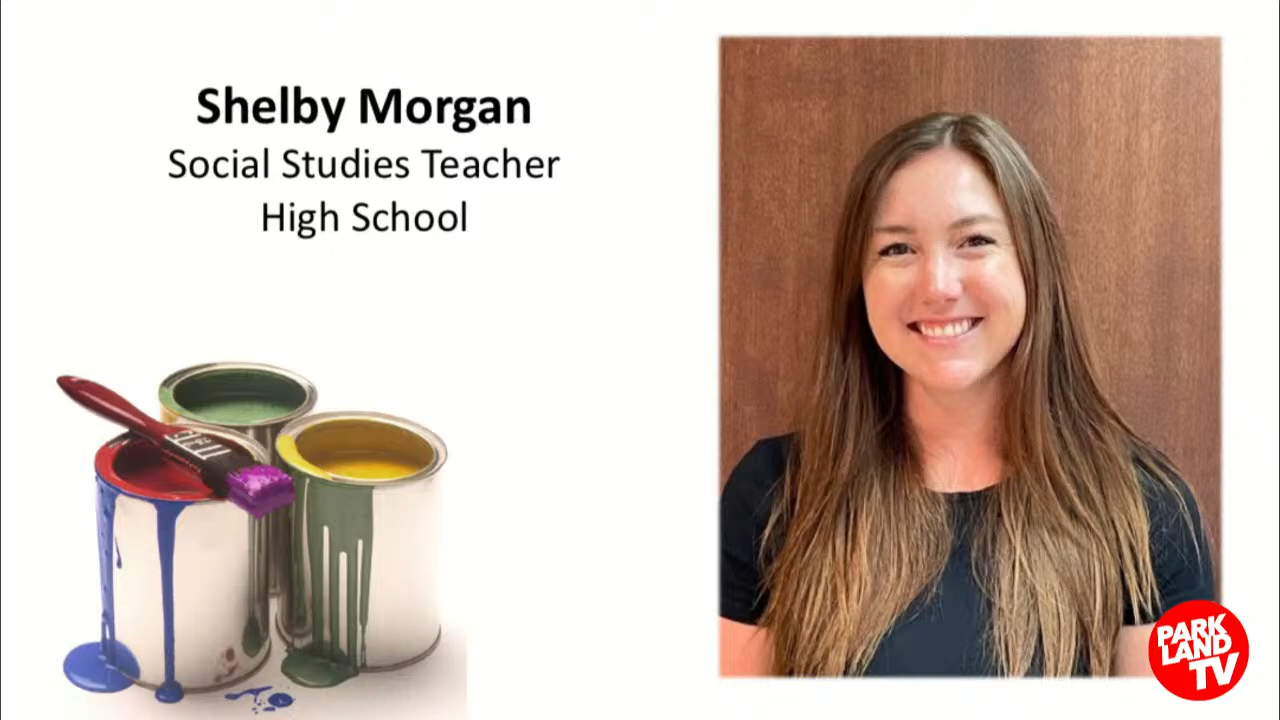 Shelby Morgan
Social Studies Teacher
High School
PARK
LAND
TV